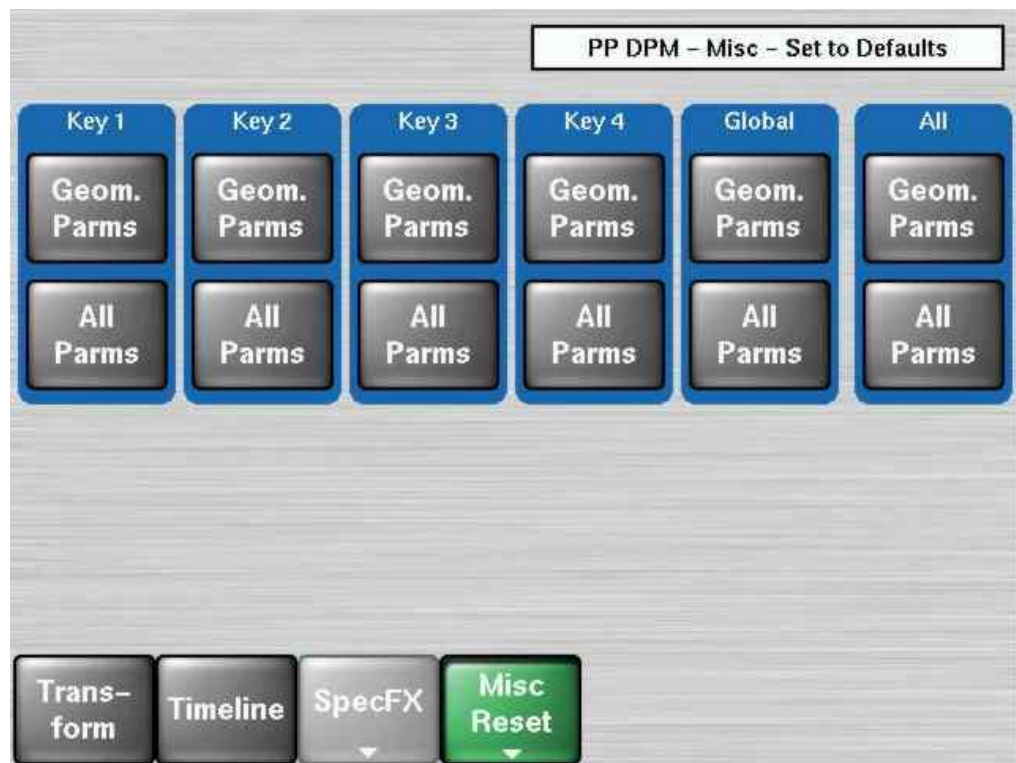 PP DPM – Misc – Set to Defaults
Key 1 Key 2 Key 3 Key 4 Global All
Geom. Geom. Geom. Geom. Geom. Geom.
Parms Parms Parms Parms Parms Parms
All All All All All All
Parms Parms Parms Parms Parms Parms
Trans-
form
Timeline
SpecFX
Misc
Reset